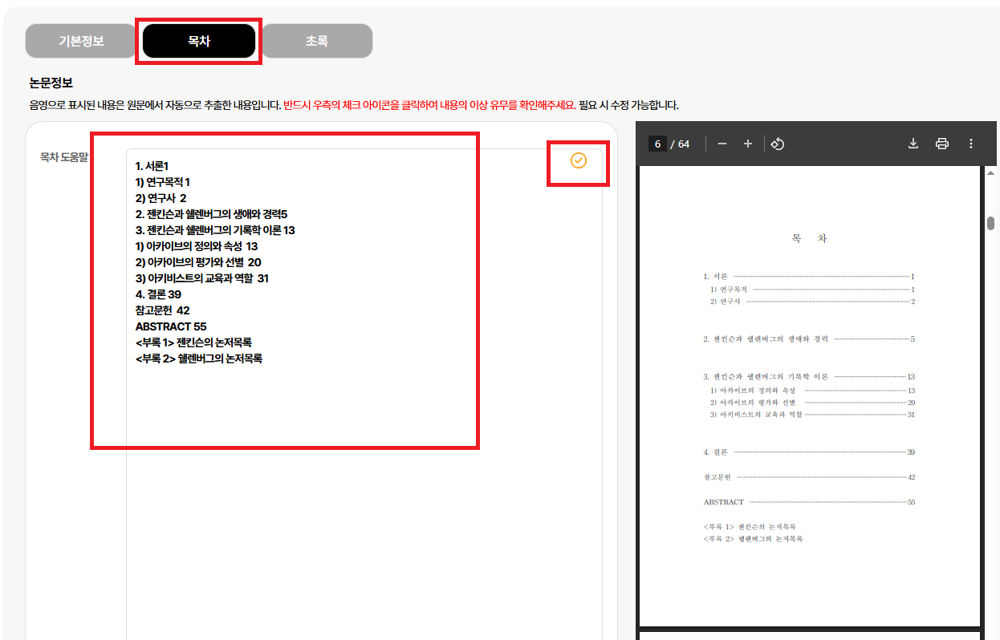 기본정보 목차 초록
논문정보
음영으로 표시된 내용은 원문에서 자동으로 추출한 내용입니다. 반드시 우측의 체크 아이콘을 클릭하여 내용의 이상 유무를 확인해주세요. 필요 시 수정 가능합니다.
목차 도움말
1. 서론1
1) 연구목적 1
2) 연구사 2
2. 젠킨슨과 쉘렌버그의 생애와 경력5
3. 젠킨슨과 쉘렌버그의 기록학 이론 13
1) 아카이브의 정의와 속성 13
2) 아카이브의 평가와 선별 20
3) 아키비스트의 교육과 역할 31
4. 결론 39
참고문헌 42
ABSTRACT 55
<부록 1> 젠킨슨의 논저목록
<부록 2> 쉘렌버그의 논저목록
6 / 64
목 차
1. 서론 1
1) 연구목적 1
2) 연구사 2
2. 젠킨슨과 쉘렌버그의 생애와 경력 5
3. 젠킨슨과 쉘렌버그의 기록학 이론 13
1) 아카이브의 정의와 속성 13
2) 아카이브의 평가와 선별 20
3) 아키비스트의 교육과 역할 31
4. 결론 39
참고문헌 42
ABSTRACT 55
<부록 1> 젠킨슨의 논저목록
<부록 2> 쉘렌버그의 논저목록